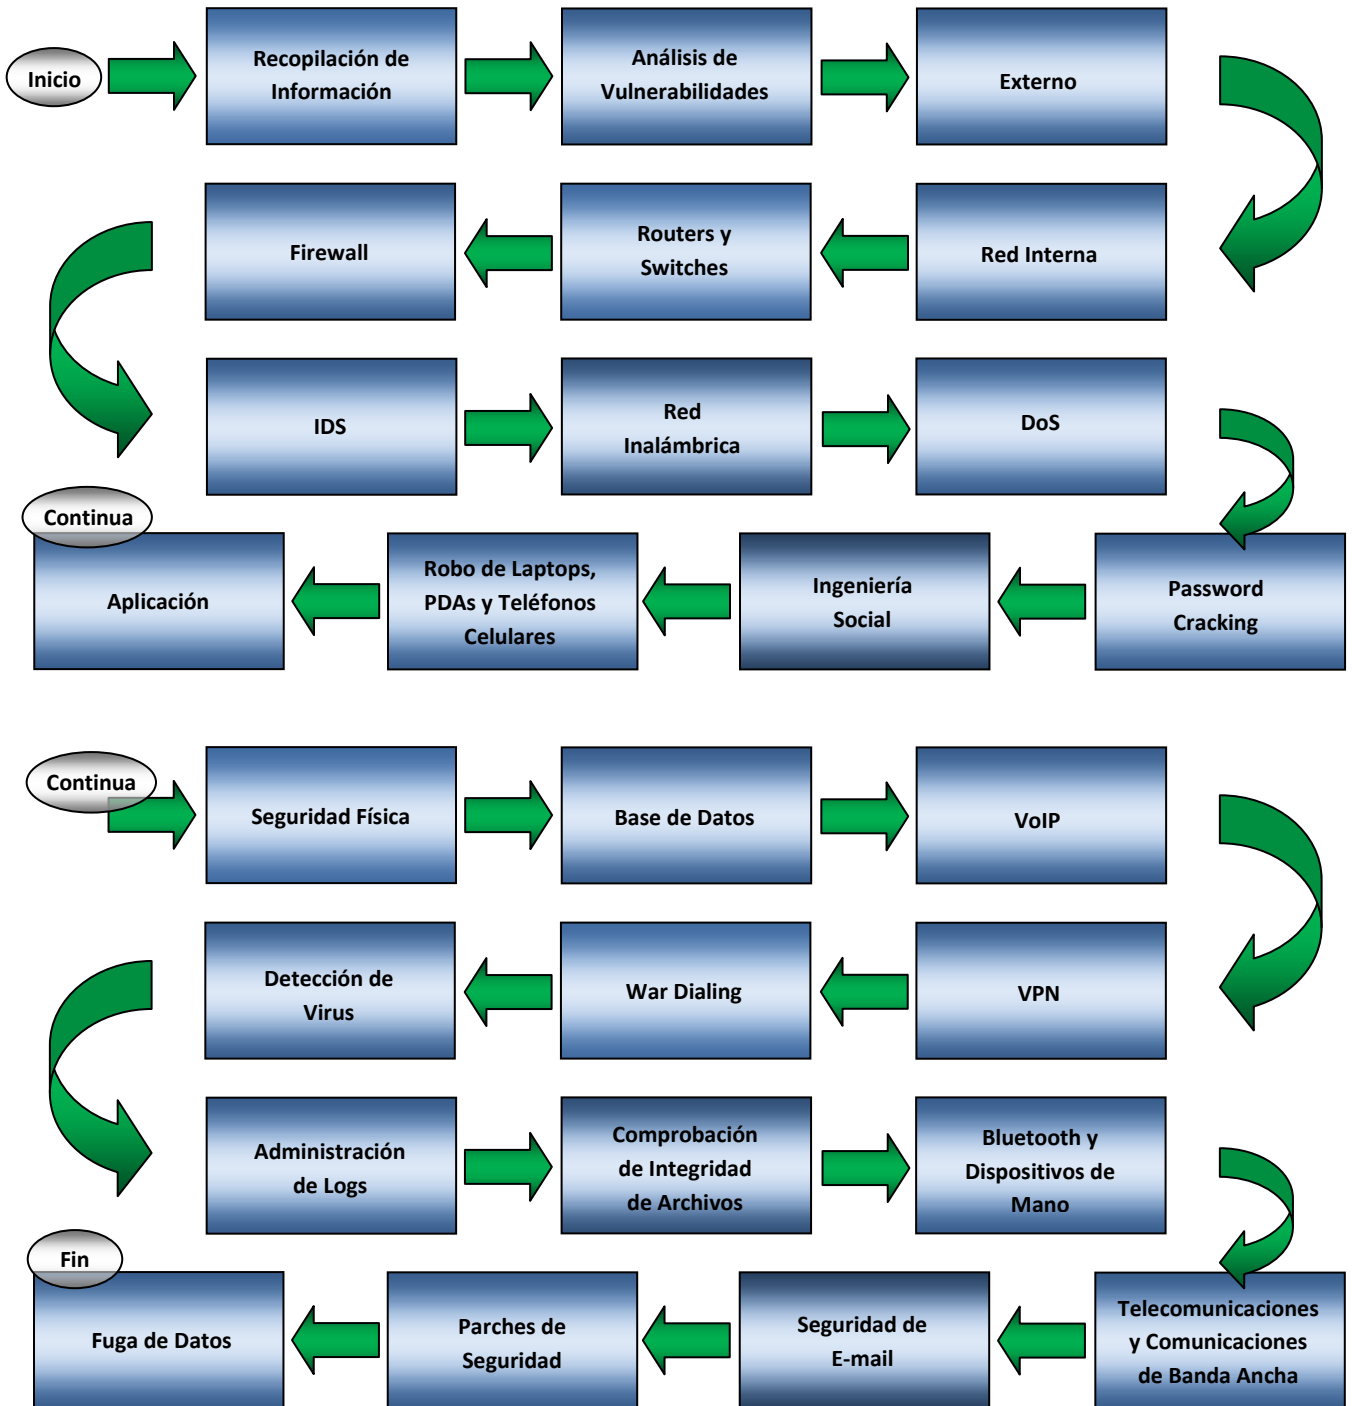 Inicio
Recopilación de
Información
Análisis de
Vulnerabilidades
Externo
Firewall
Routers y
Switches
Red Interna
IDS
Red
Inalámbrica
DoS
Continua
Aplicación
Robo de Laptops,
PDAs y Teléfonos
Celulares
Ingeniería
Social
Password
Cracking
Continua
Seguridad Física
Base de Datos
VoIP
Detección de
Virus
War Dialing
VPN
Administración
de Logs
Comprobación
de Integridad
de Archivos
Bluetooth y
Dispositivos de
Mano
Fin
Fuga de Datos
Parches de
Seguridad
Seguridad de
E-mail
Telecomunicaciones
y Comunicaciones
de Banda Ancha